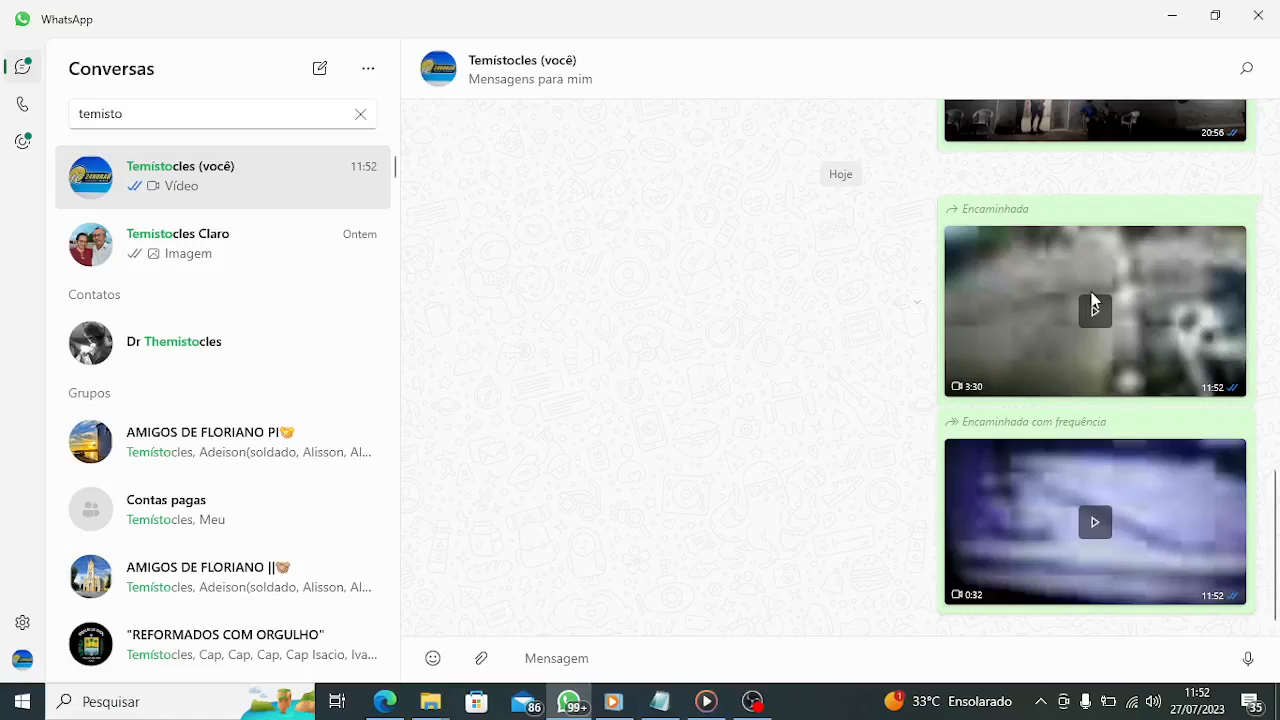 WhatsApp
Conversas
temisto
Temístocles (você)
11:52
Vídeo
Temistocles Claro
Ontem
Imagem
Contatos
Dr Themistocles
Grupos
AMIGOS DE FLORIANO PI🤝
Temístocles, Adeison(soldado, Alisson, Al...
Contas pagas
Temístocles, Meu
AMIGOS DE FLORIANO ||🤝🏽
Temístocles, Adeison(soldado, Alisson, Al...
"REFORMADOS COM ORGULHO"
Temístocles, Cap, Cap, Cap, Cap Isacio, Iva...
Temístocles (você)
Mensagens para mim
20:56
Hoje
Encaminhada
3:30
11:52
Encaminhada com frequência
0:32
11:52
Mensagem
Pesquisar
86
99+
1
33°C Ensolarado
11:52
27/07/2023
35